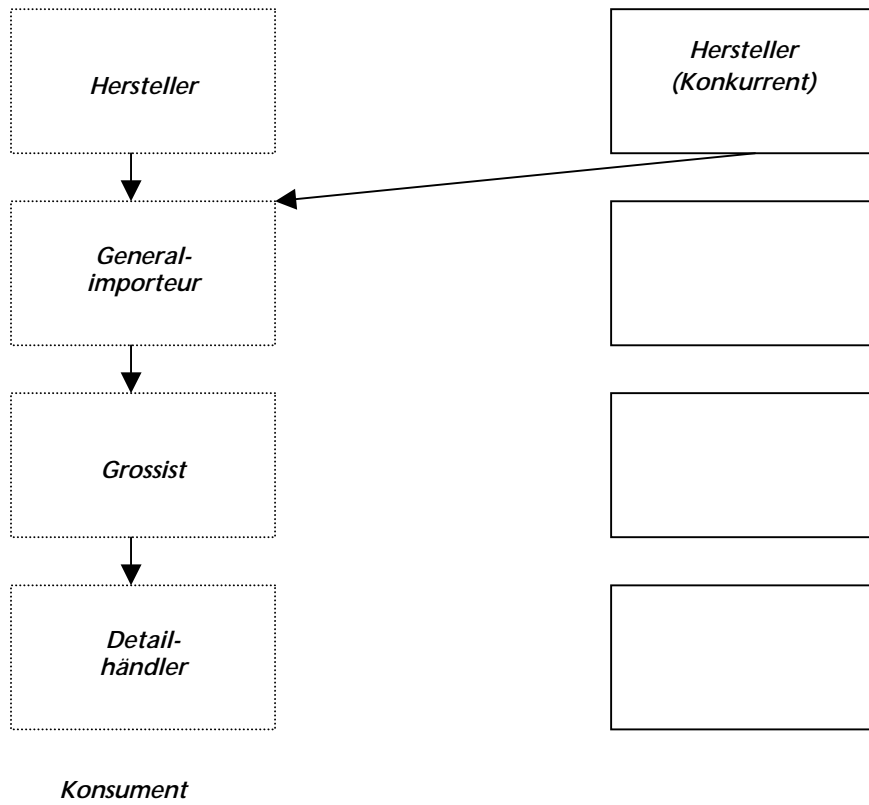 Hersteller
Hersteller
(Konkurrent)
General-
importeur
Grossist
Detail-
händler
Konsument